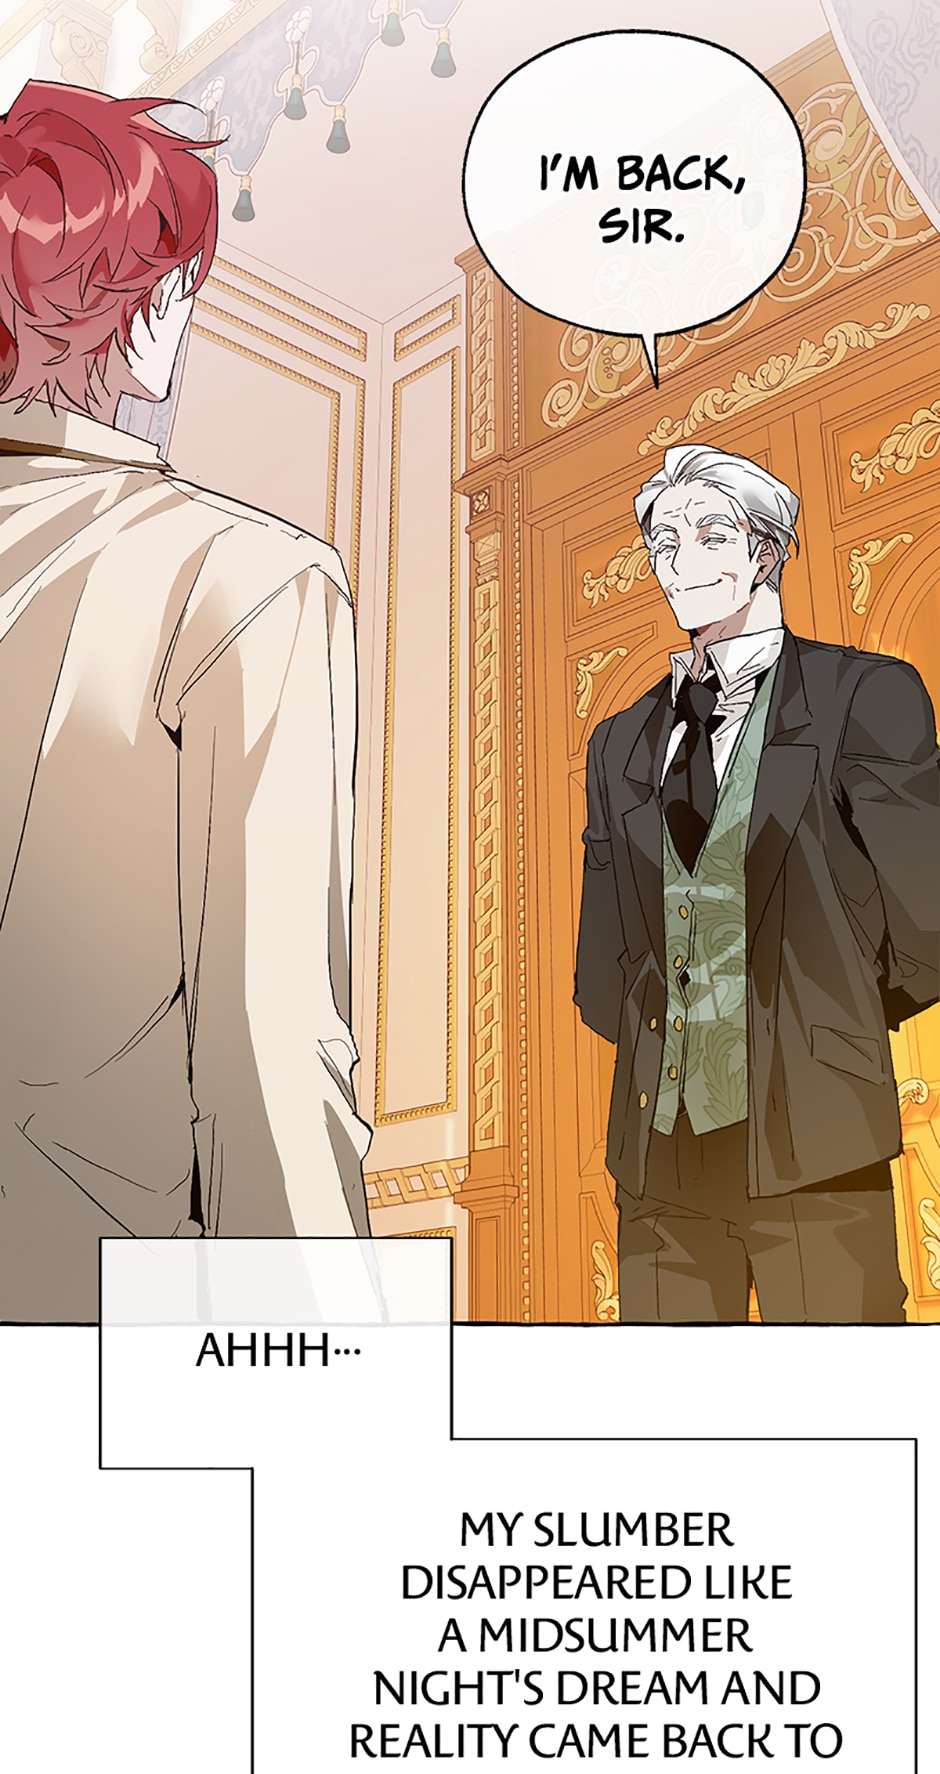 I'M BACK,
SIR.
AHHH...
MY SLUMBER
DISAPPEARED LIKE
A MIDSUMMER
NIGHT'S DREAM AND
REALITY CAME BACK TO